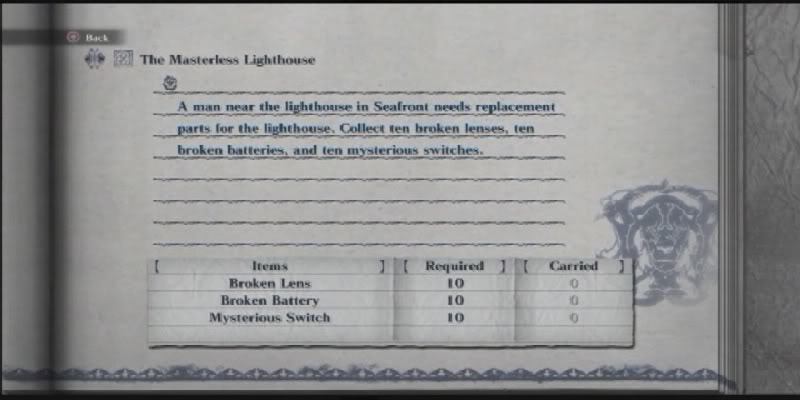 Back
The Masterless Lighthouse
A man near the lighthouse in Seafront needs replacement
parts for the lighthouse. Collect ten broken lenses, ten
broken batteries, and ten mysterious switches.
[ Items ] [ Required ] [ Carried ]
Broken Lens 10 0
Broken Battery 10 0
Mysterious Switch 10 0